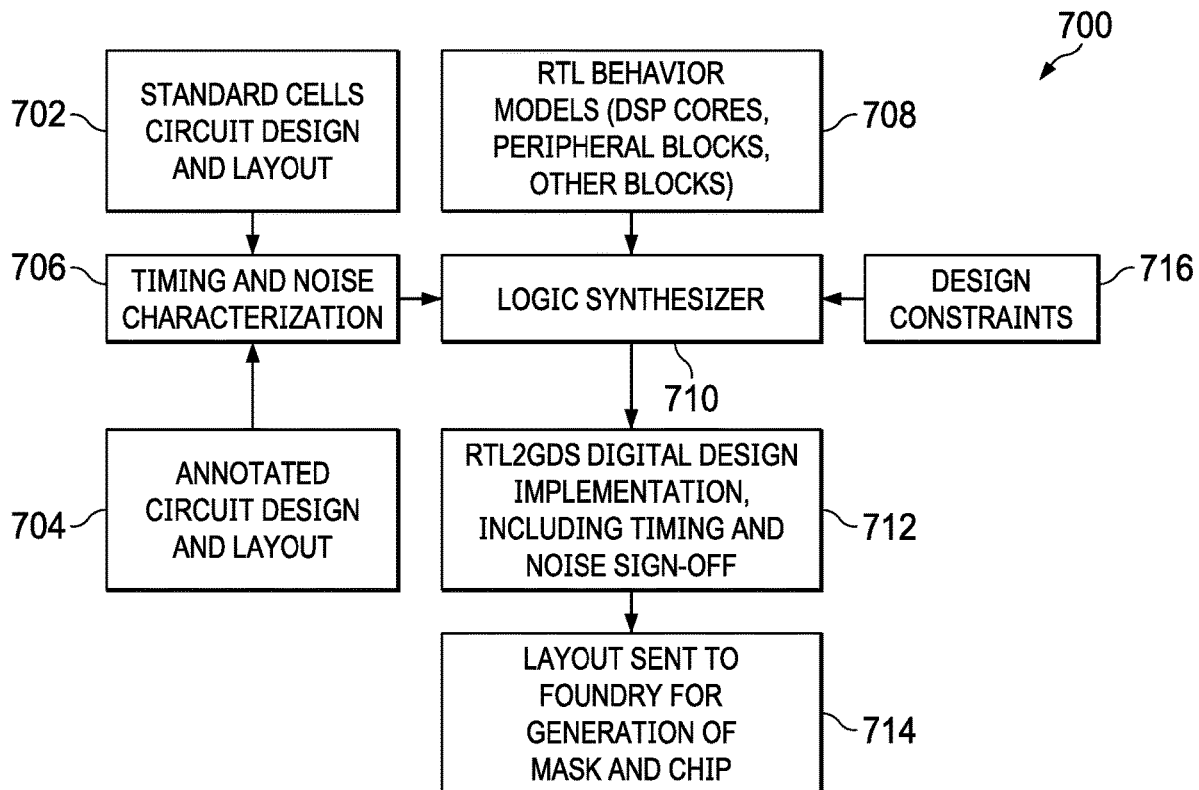 700
702
STANDARD CELLS
CIRCUIT DESIGN
AND LAYOUT
RTL BEHAVIOR
MODELS (DSP CORES,
PERIPHERAL BLOCKS,
OTHER BLOCKS)
708
706
TIMING AND NOISE
CHARACTERIZATION
LOGIC SYNTHESIZER
710
DESIGN
CONSTRAINTS
716
704
ANNOTATED
CIRCUIT DESIGN
AND LAYOUT
RTL2GDS DIGITAL DESIGN
IMPLEMENTATION,
INCLUDING TIMING AND
NOISE SIGN-OFF
712
LAYOUT SENT TO
FOUNDRY FOR
GENERATION OF
MASK AND CHIP
714